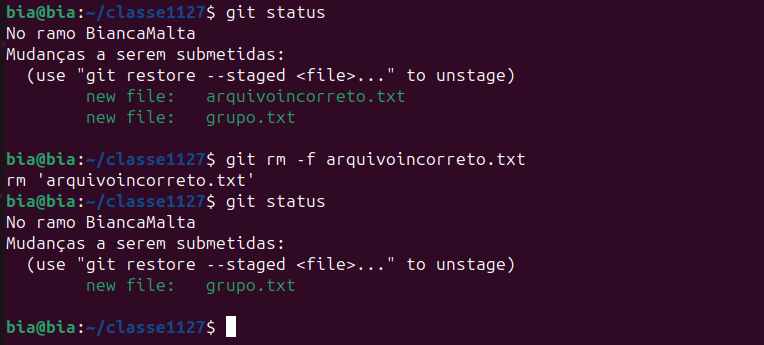 bia@bia:~/classe1127$ git status
No ramo BiancaMalta
Mudanças a serem submetidas:
  (use "git restore --staged <file>..." to unstage)
        new file:   arquivoincorreto.txt
        new file:   grupo.txt

bia@bia:~/classe1127$ git rm -f arquivoincorreto.txt
rm 'arquivoincorreto.txt'
bia@bia:~/classe1127$ git status
No ramo BiancaMalta
Mudanças a serem submetidas:
  (use "git restore --staged <file>..." to unstage)
        new file:   grupo.txt

bia@bia:~/classe1127$